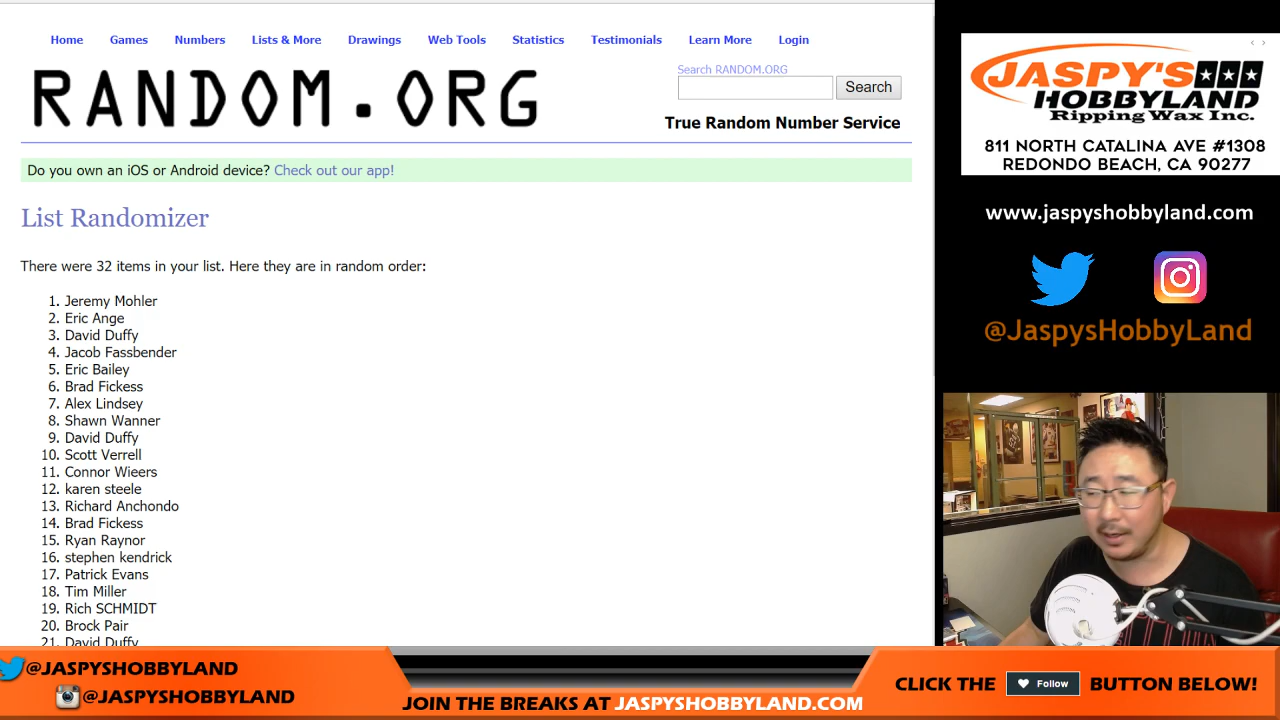 Home Games Numbers Lists & More Drawings Web Tools Statistics Testimonials Learn More Login
RANDOM.ORG
Search RANDOM.ORG
Search
True Random Number Service
Do you own an iOS or Android device? Check out our app!
List Randomizer
There were 32 items in your list. Here they are in random order:
1. Jeremy Mohler
2. Eric Ange
3. David Duffy
4. Jacob Fassbender
5. Eric Bailey
6. Brad Fickess
7. Alex Lindsey
8. Shawn Wanner
9. David Duffy
10. Scott Verrell
11. Connor Wieers
12. karen steele
13. Richard Anchondo
14. Brad Fickess
15. Ryan Raynor
16. stephen kendrick
17. Patrick Evans
18. Tim Miller
19. Rich SCHMIDT
20. Brock Pair
21. David Duffy
JASPY'S
HOBBYLAND
Ripping Wax Inc.
811 NORTH CATALINA AVE #1308
REDONDO BEACH, CA 90277
www.jaspyshobbyland.com
@JaspysHobbyLand
@JASPYSHOBBYLAND
@JASPYSHOBBYLAND
JOIN THE BREAKS AT JASPYSHOBBYLAND.COM
CLICK THE Follow BUTTON BELOW!